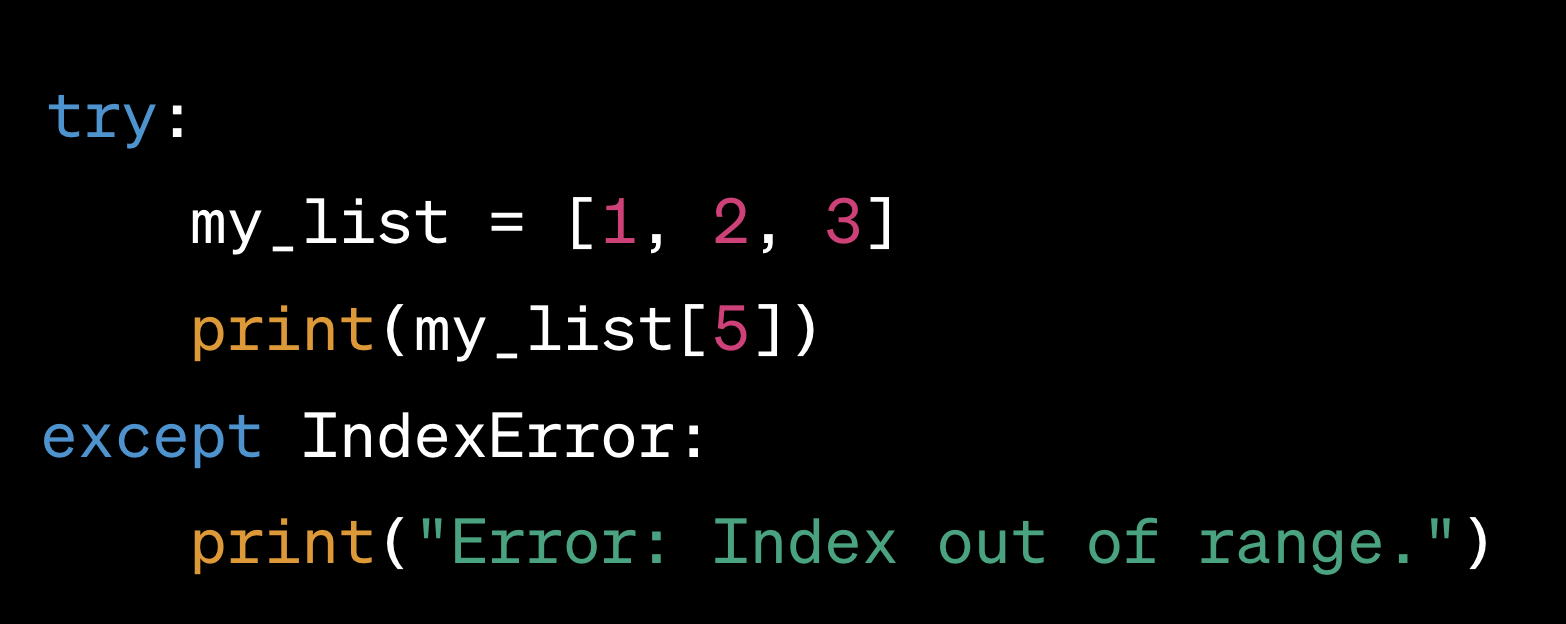 try:
    my_list = [1, 2, 3]
    print(my_list[5])
except IndexError:
    print("Error: Index out of range.")